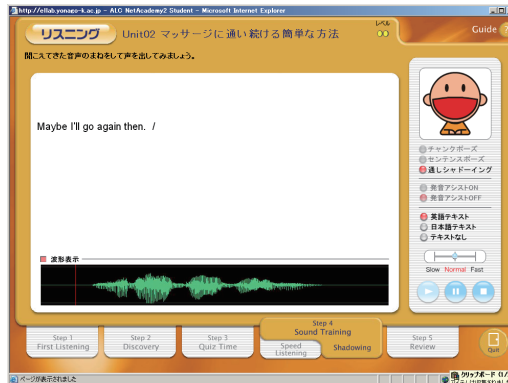 http://ellab.yonago-k.ac.jp - ALC NetAcademy2 Student - Microsoft Internet Explorer
リスニング Unit02 マッサージに通い続ける簡単な方法
レベル
Guide ?
聞こえてきた音声のまねをして声を出してみましょう。
Maybe I'll go again then. /
チャンクポーズ
センテンスポーズ
通しシャドーイング
発音アシストON
発音アシストOFF
英語テキスト
日本語テキスト
テキストなし
Slow Normal Fast
波形表示
Step 1
First Listening
Step 2
Discovery
Step 3
Quiz Time
Step 4
Sound Training
Speed Listening
Shadowing
Step 5
Review
Quit
ページが表示されました
クリップボード (1/